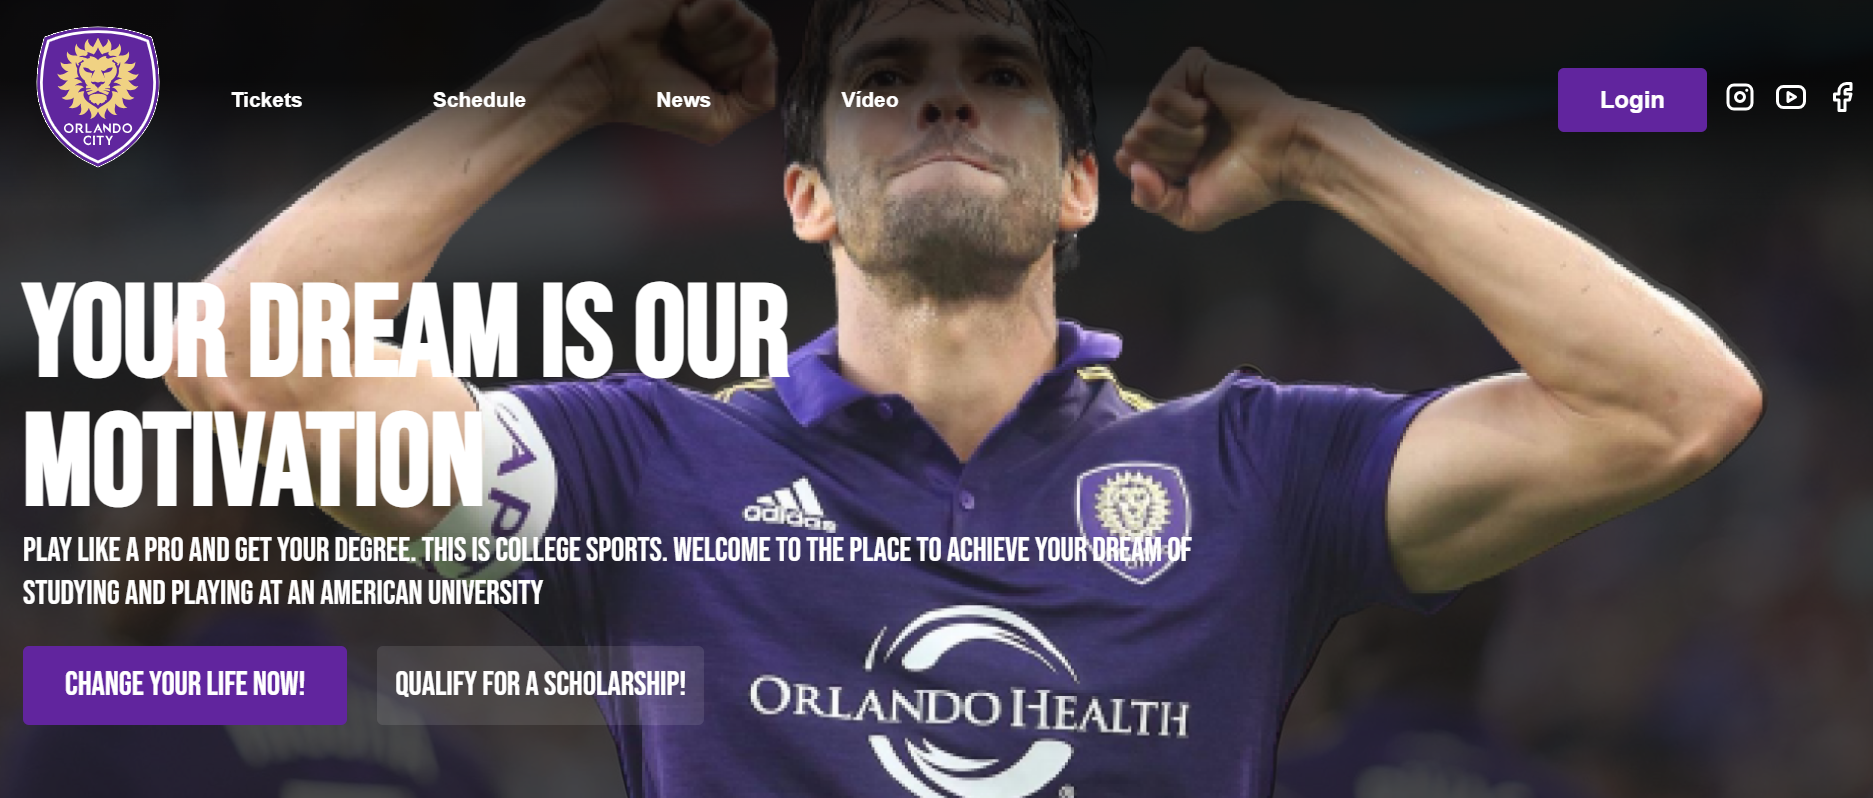 ORLANDO
CITY
Tickets
Schedule
News
Vídeo
Login
YOUR DREAM IS OUR
MOTIVATION
CAP
adidas
PLAY LIKE A PRO AND GET YOUR DEGREE. THIS IS COLLEGE SPORTS. WELCOME TO THE PLACE TO ACHIEVE YOUR DREAM OF
STUDYING AND PLAYING AT AN AMERICAN UNIVERSITY
CITY
CHANGE YOUR LIFE NOW!
QUALIFY FOR A SCHOLARSHIP!
ORLANDO HEALTH
®